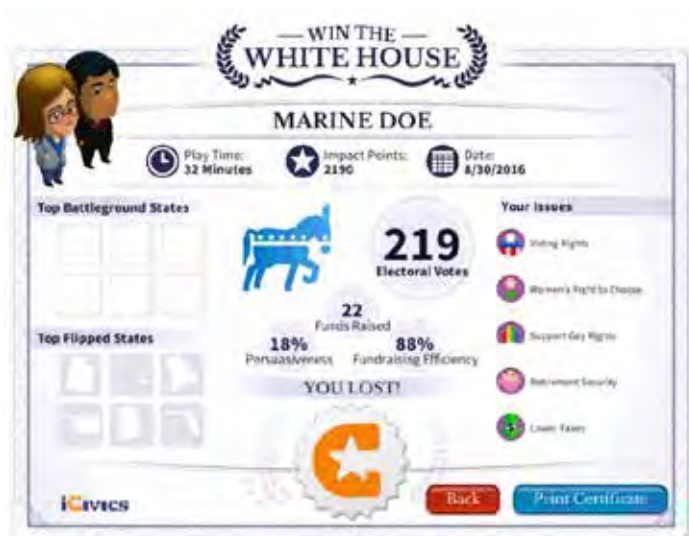 WIN THE
WHITE HOUSE
MARINE DOE
Play Time:
32 Minutes
Impact Points:
2190
Date:
8/30/2016
Top Battleground States
219
Electoral Votes
22
Funds Raised
18%
Persuasiveness
88%
Fundraising Efficiency
YOU LOST!
Top Flipped States
Your Issues
Voting Rights
Women's Right to Choose
Support Gay Rights
Retirement Security
Lower Taxes
iCivics
Back
Print Certificate